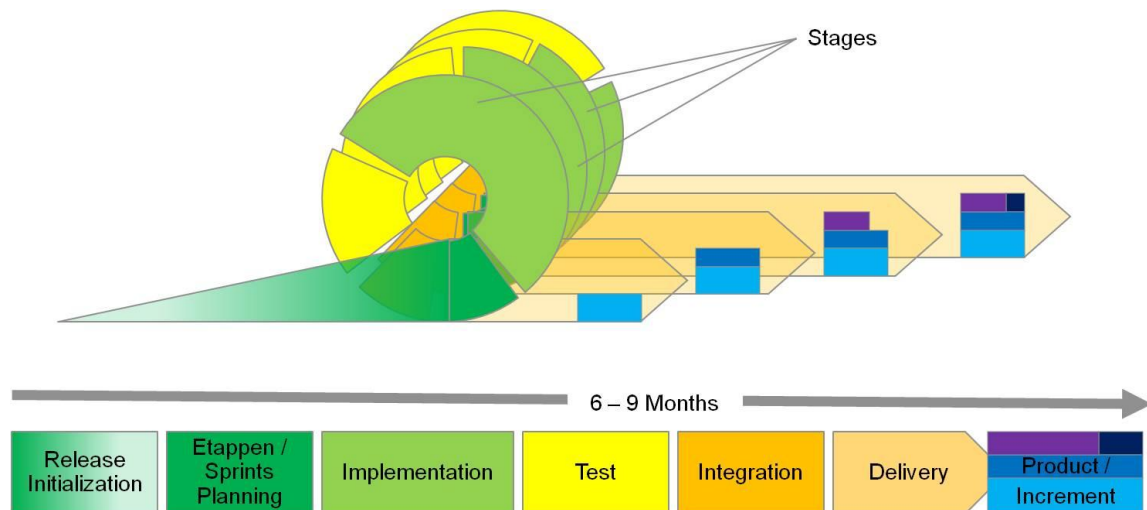 Stages
6 – 9 Months
Release
Initialization
Etappen /
Sprints
Planning
Implementation
Test
Integration
Delivery
Product /
Increment